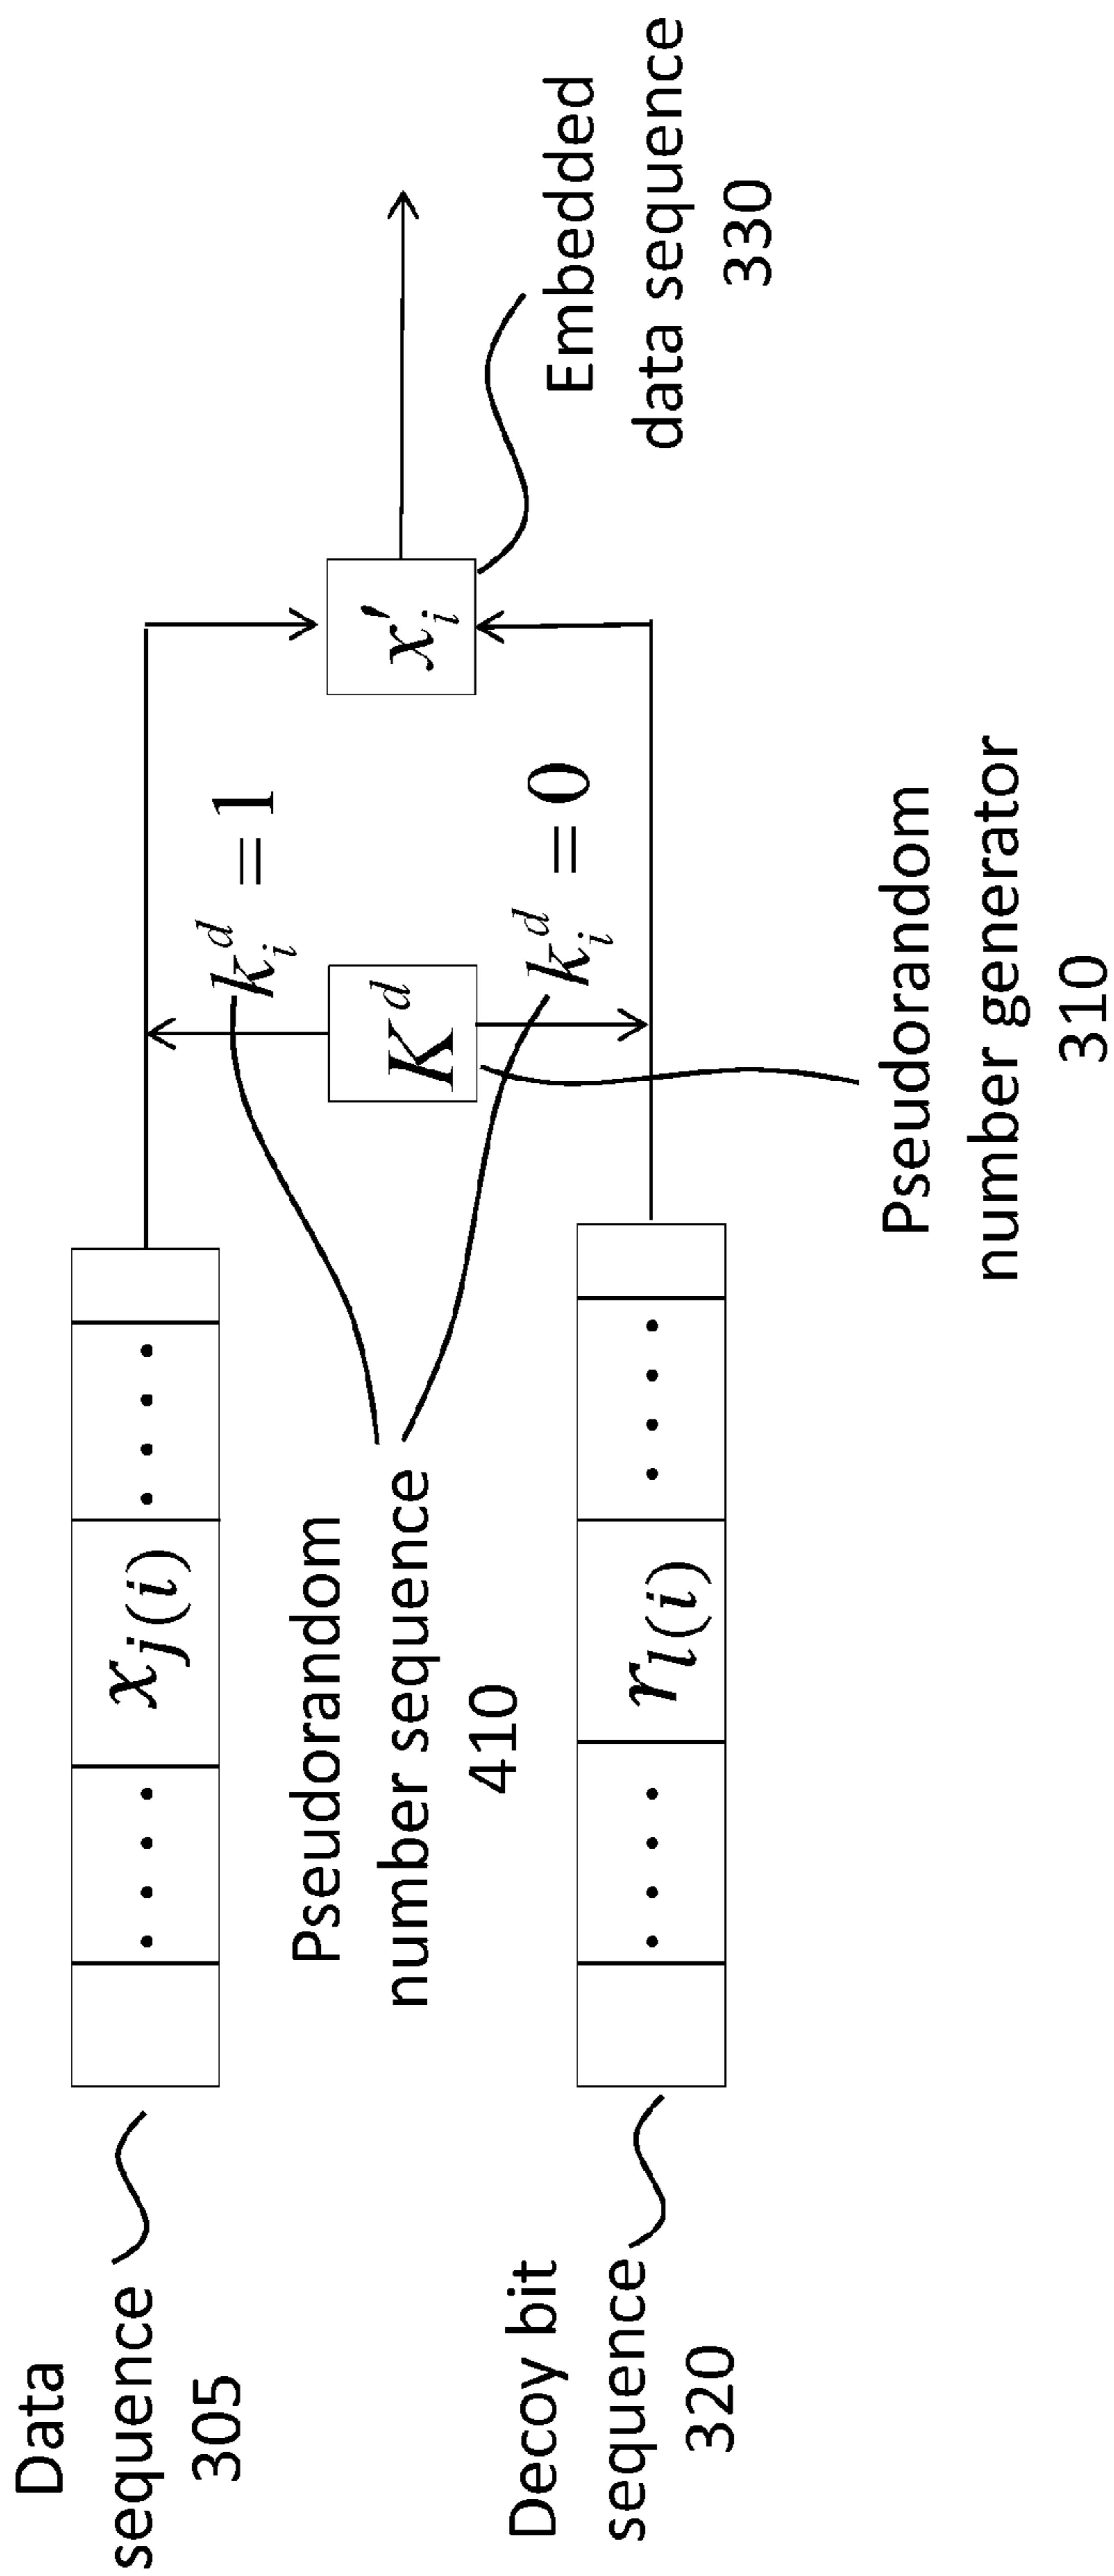 Data
sequence
305
x_{j(i)}
k_i^d = 1
Pseudorandom
number sequence
410
K^d
x'_i
k_i^d = 0
Embedded
data sequence
330
Decoy bit
sequence
320
r_{l(i)}
Pseudorandom
number generator
310